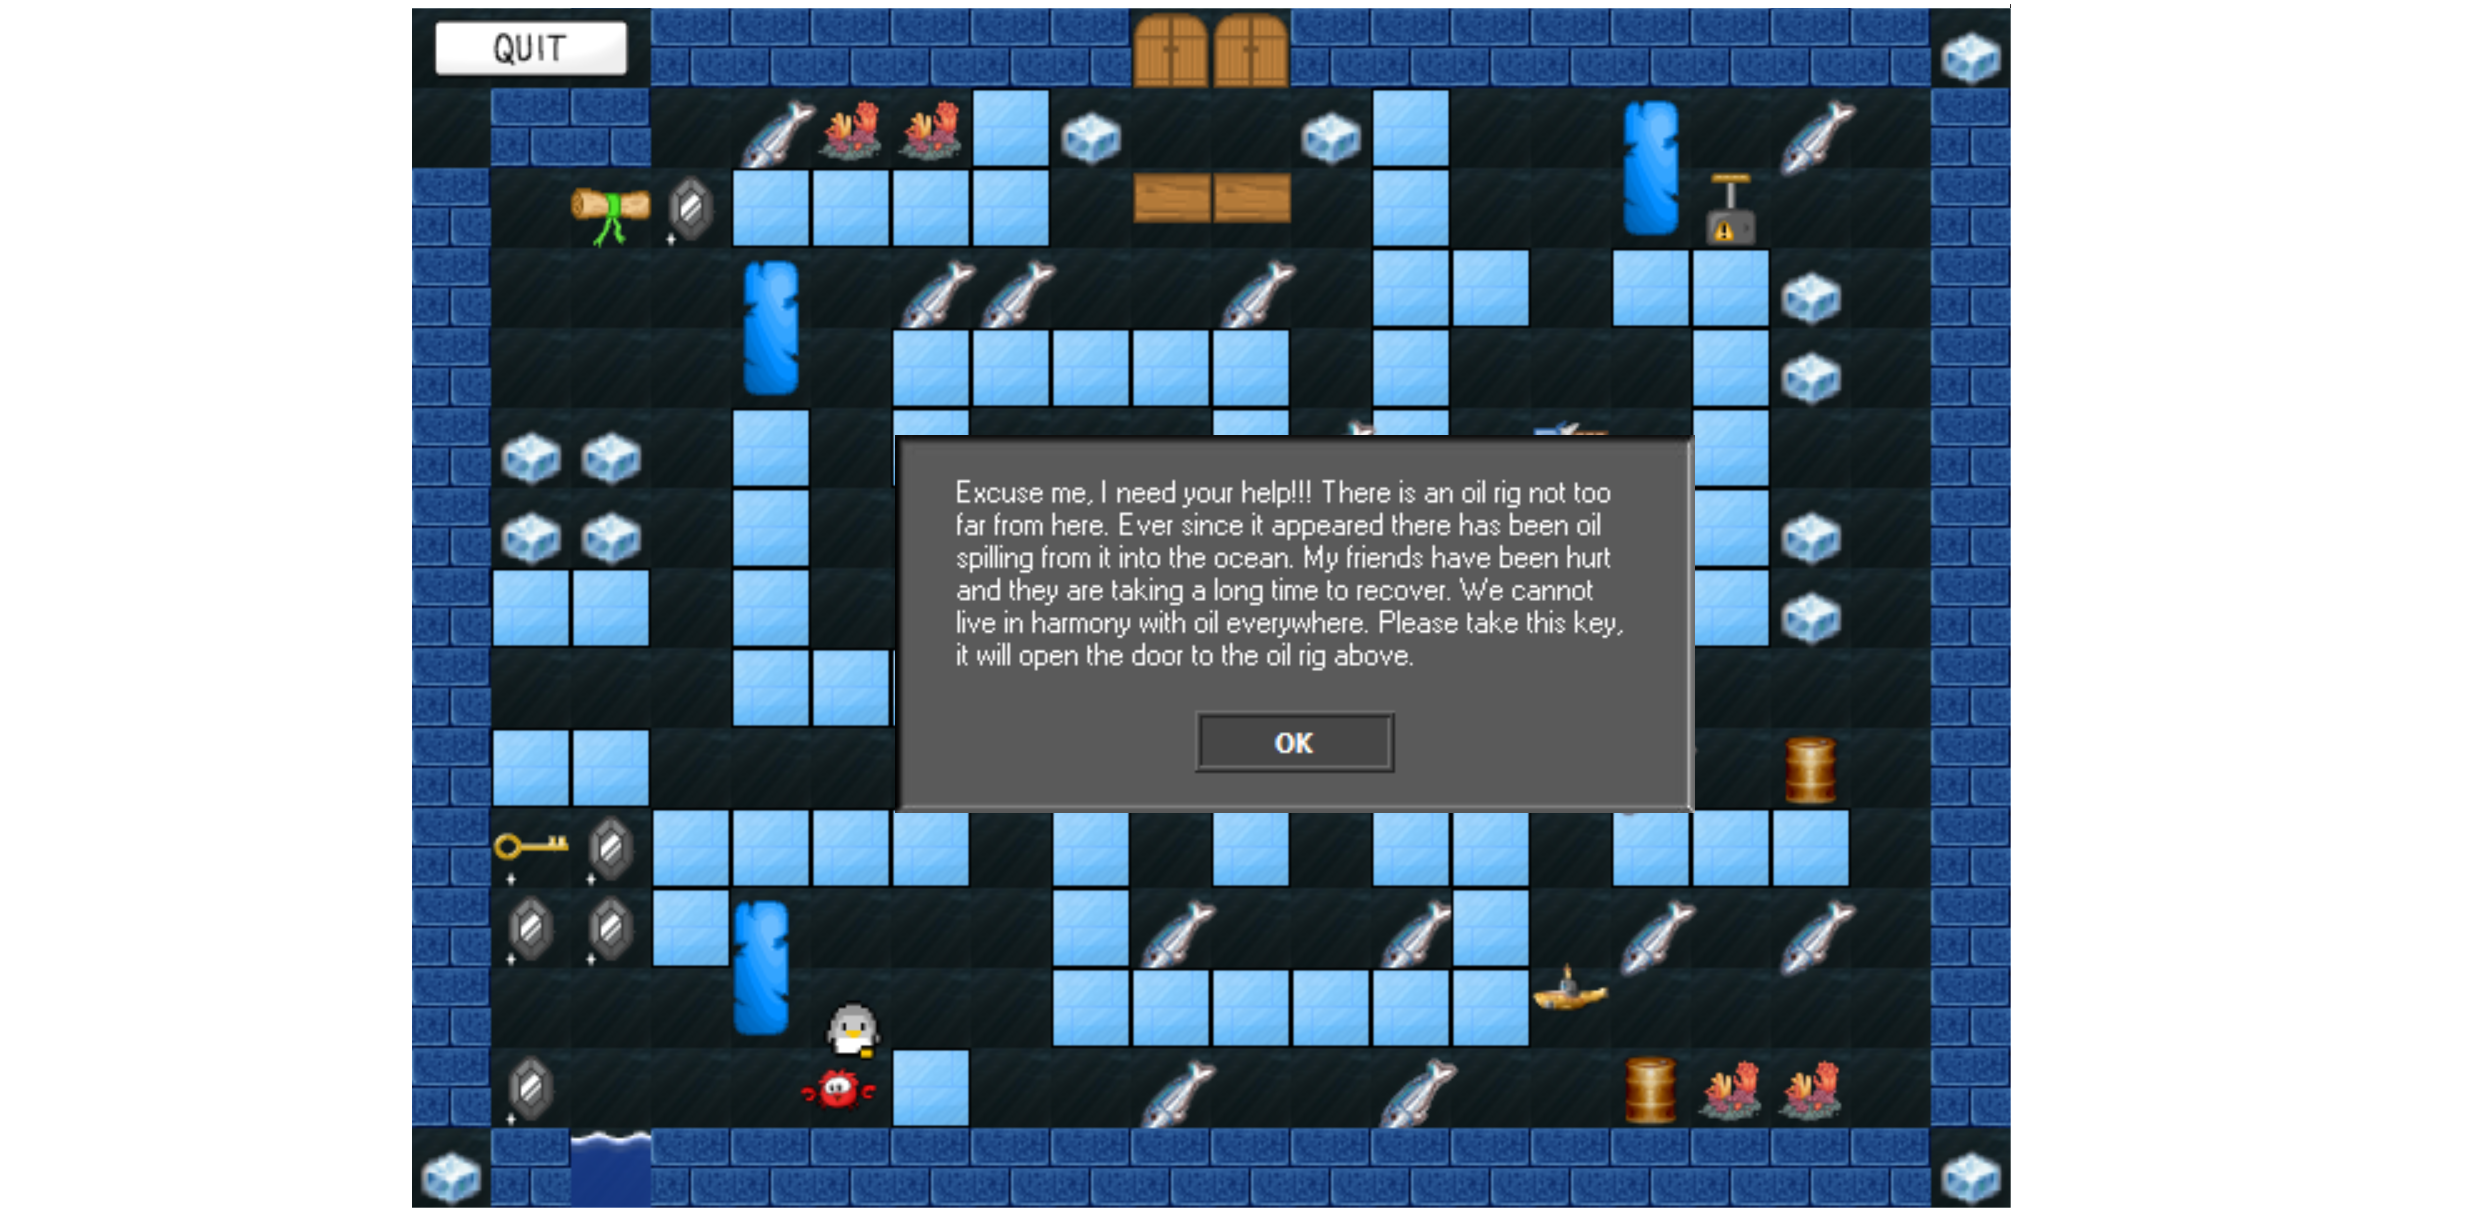 QUIT
Excuse me, I need your help!!! There is an oil rig not too
far from here. Ever since it appeared there has been oil
spilling from it into the ocean. My friends have been hurt
and they are taking a long time to recover. We cannot
live in harmony with oil everywhere. Please take this key,
it will open the door to the oil rig above.
OK